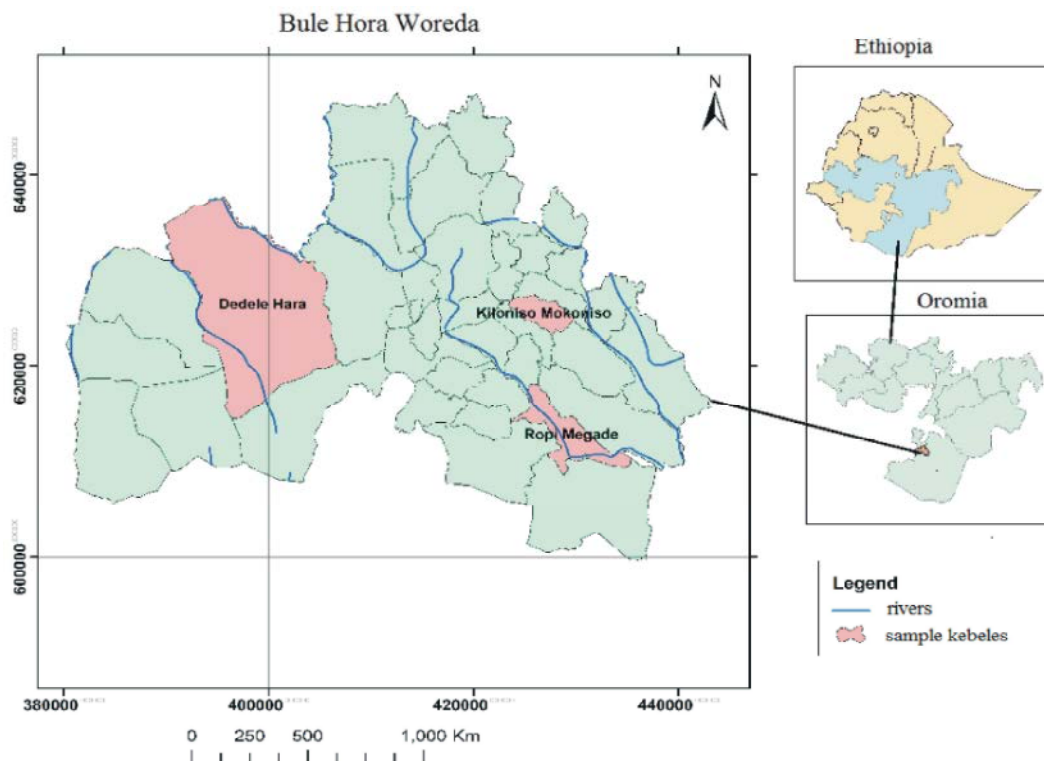 Bule Hora Woreda
Ethiopia
N
640000
620000
600000
Dedele Hara
Kiloniso Mokoniso
Ropi Megade
Oromia
Legend
rivers
sample kebeles
380000
400000
420000
440000
0 250 500 1,000 Km